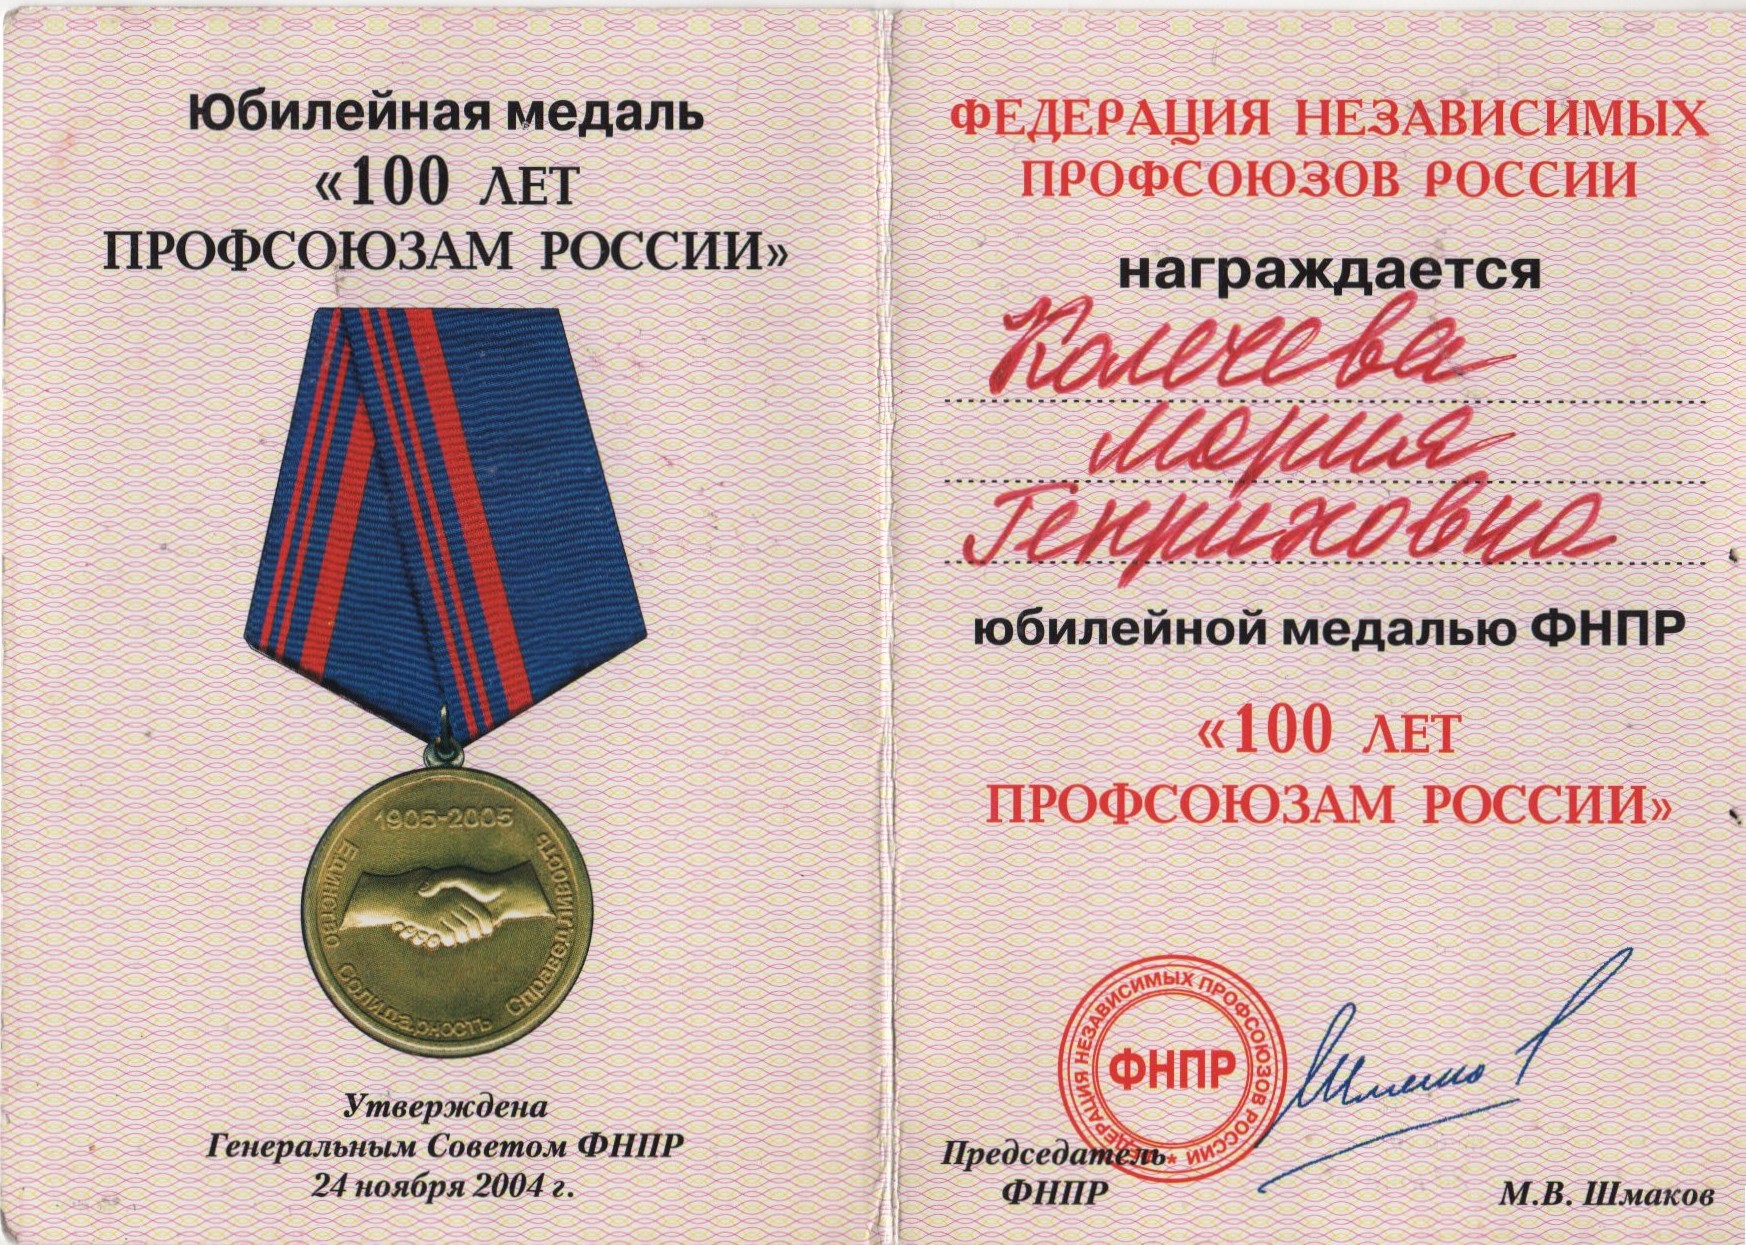 Юбилейная медаль
«100 ЛЕТ
ПРОФСОЮЗАМ РОССИИ»
1905-2005
Единство Солидарность Справедливость
Утверждена
Генеральным Советом ФНПР
24 ноября 2004 г.
ФЕДЕРАЦИЯ НЕЗАВИСИМЫХ
ПРОФСОЮЗОВ РОССИИ
награждается
Мария
Генриховна
юбилейной медалью ФНПР
«100 ЛЕТ
ПРОФСОЮЗАМ РОССИИ»
ФЕДЕРАЦИЯ НЕЗАВИСИМЫХ ПРОФСОЮЗОВ РОССИИ *
ФНПР
Председатель
ФНПР
М.В. Шмаков